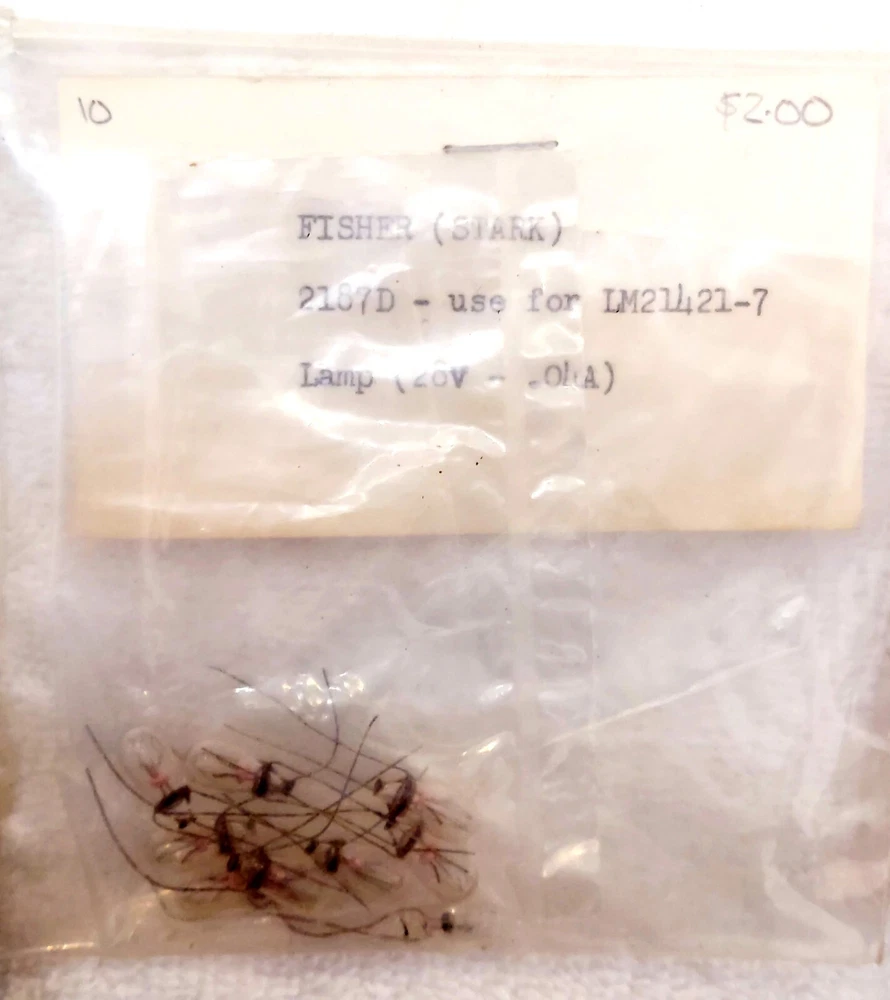 10
$2.00
FISHER (STARK)
2187D - use for LM21421-7
Lamp (28V - .04A)